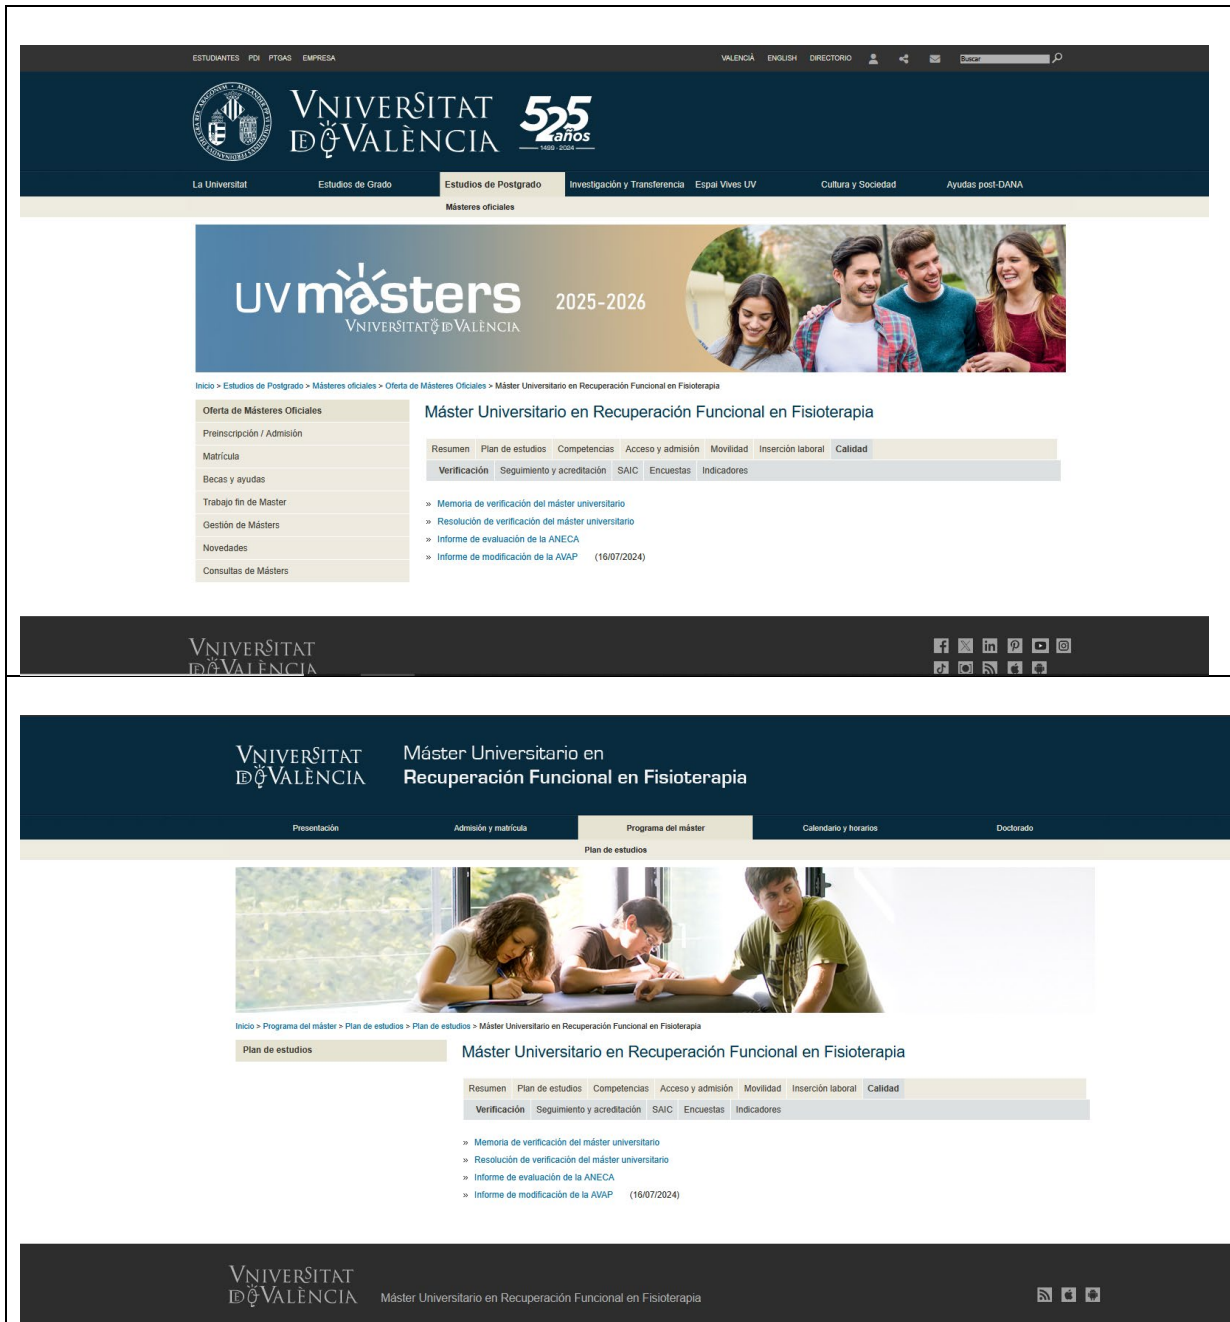 ESTUDIANTES PDI PTGAS EMPRESA VALENCIÀ ENGLISH DIRECTORIO Buscar
VNIVERSITAT
DE VALÈNCIA
525
años
1499 - 2024
La Universitat Estudios de Grado Estudios de Postgrado Investigación y Transferencia Espai Vives UV Cultura y Sociedad Ayudas post-DANA
Másteres oficiales
UVmàsters 2025-2026
VNIVERSITAT DE VALÈNCIA
Inicio > Estudios de Postgrado > Másteres oficiales > Oferta de Másteres Oficiales > Máster Universitario en Recuperación Funcional en Fisioterapia
Oferta de Másteres Oficiales
Preinscripción / Admisión
Matrícula
Becas y ayudas
Trabajo fin de Master
Gestión de Másters
Novedades
Consultas de Másters
Máster Universitario en Recuperación Funcional en Fisioterapia
Resumen Plan de estudios Competencias Acceso y admisión Movilidad Inserción laboral Calidad
Verificación Seguimiento y acreditación SAIC Encuestas Indicadores
» Memoria de verificación del máster universitario
» Resolución de verificación del máster universitario
» Informe de evaluación de la ANECA
» Informe de modificación de la AVAP (16/07/2024)
VNIVERSITAT
DE VALÈNCIA
VNIVERSITAT
DE VALÈNCIA
Máster Universitario en
Recuperación Funcional en Fisioterapia
Presentación Admisión y matrícula Programa del máster Calendario y horarios Doctorado
Plan de estudios
Inicio > Programa del máster > Plan de estudios > Plan de estudios > Máster Universitario en Recuperación Funcional en Fisioterapia
Plan de estudios
Máster Universitario en Recuperación Funcional en Fisioterapia
Resumen Plan de estudios Competencias Acceso y admisión Movilidad Inserción laboral Calidad
Verificación Seguimiento y acreditación SAIC Encuestas Indicadores
» Memoria de verificación del máster universitario
» Resolución de verificación del máster universitario
» Informe de evaluación de la ANECA
» Informe de modificación de la AVAP (16/07/2024)
VNIVERSITAT
DE VALÈNCIA
Máster Universitario en Recuperación Funcional en Fisioterapia